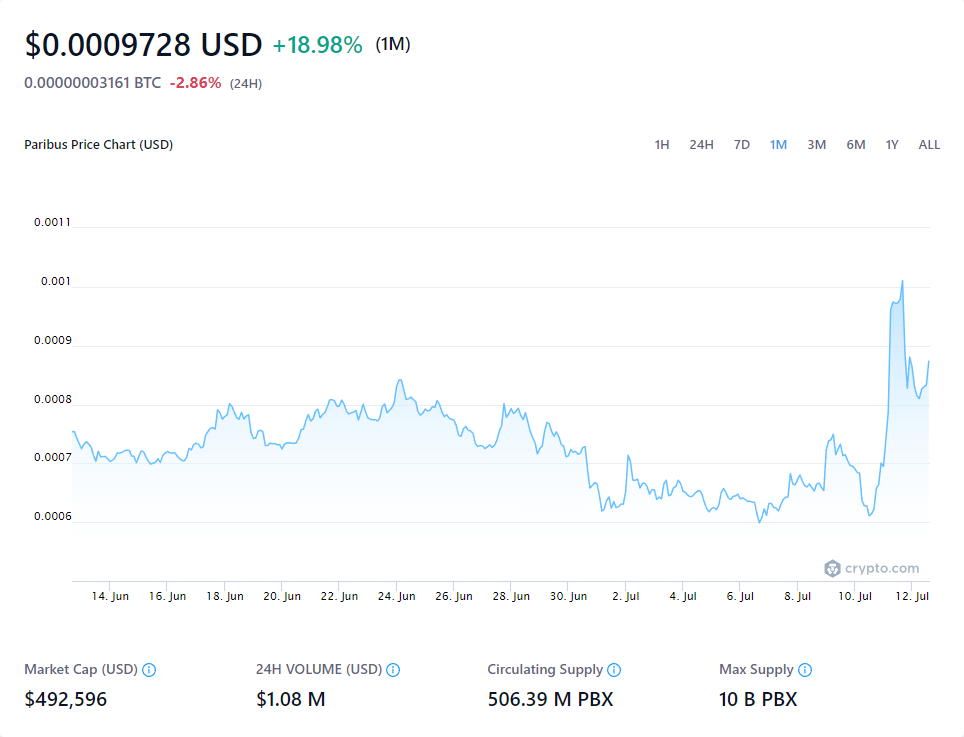 $0.0009728 USD +18.98% (1M)
0.00000003161 BTC -2.86% (24H)
Paribus Price Chart (USD) 1H 24H 7D 1M 3M 6M 1Y ALL
0.0011
0.001
0.0009
0.0008
0.0007
0.0006
crypto.com
14. Jun 16. Jun 18. Jun 20. Jun 22. Jun 24. Jun 26. Jun 28. Jun 30. Jun 2. Jul 4. Jul 6. Jul 8. Jul 10. Jul 12. Jul
Market Cap (USD) 24H VOLUME (USD) Circulating Supply Max Supply
$492,596 $1.08 M 506.39 M PBX 10 B PBX